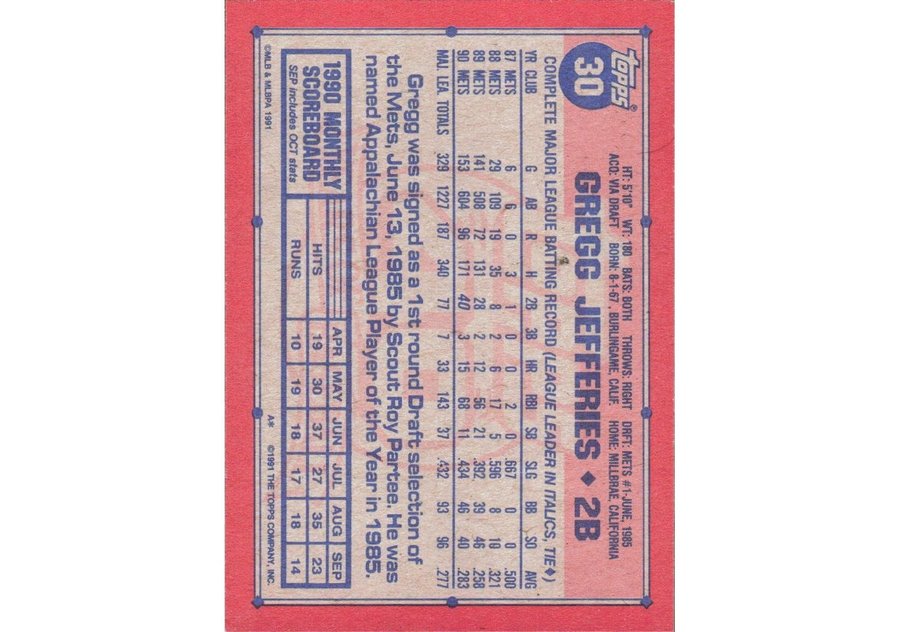 Topps®
30
HT: 5'10" WT: 180 BATS: BOTH THROWS: RIGHT DRFT: METS #1-JUNE, 1985
ACQ: VIA DRAFT BORN: 8-1-67, BURLINGAME, CALIF. HOME: MILLBRAE, CALIFORNIA
GREGG JEFFERIES ♦ 2B
COMPLETE MAJOR LEAGUE BATTING RECORD (LEAGUE LEADER IN ITALICS, TIE♦)
YR CLUB G AB R H 2B 3B HR RBI SB SLG BB SO AVG
87 METS 6 6 0 3 1 0 0 2 0 .667 0 0 .500
88 METS 29 109 19 35 8 2 6 17 5 .596 8 10 .321
89 METS 141 508 72 131 28 2 12 56 21 .392 39 46 .258
90 METS 153 604 96 171 40 3 15 68 11 .434 46 40 .283
MAJ. LEA. TOTALS 329 1227 187 340 77 7 33 143 37 .432 93 96 .277
Gregg was signed as a 1st round Draft selection of
the Mets, June 13, 1985 by Scout Roy Partee. He was
named Appalachian League Player of the Year in 1985.
1990 MONTHLY
SCOREBOARD
SEP includes OCT stats
APR MAY JUN JUL AUG SEP
HITS 19 30 37 27 35 23
RUNS 10 19 18 17 18 14
©MLB & MLBPA 1991
A* ©1991 THE TOPPS COMPANY, INC.